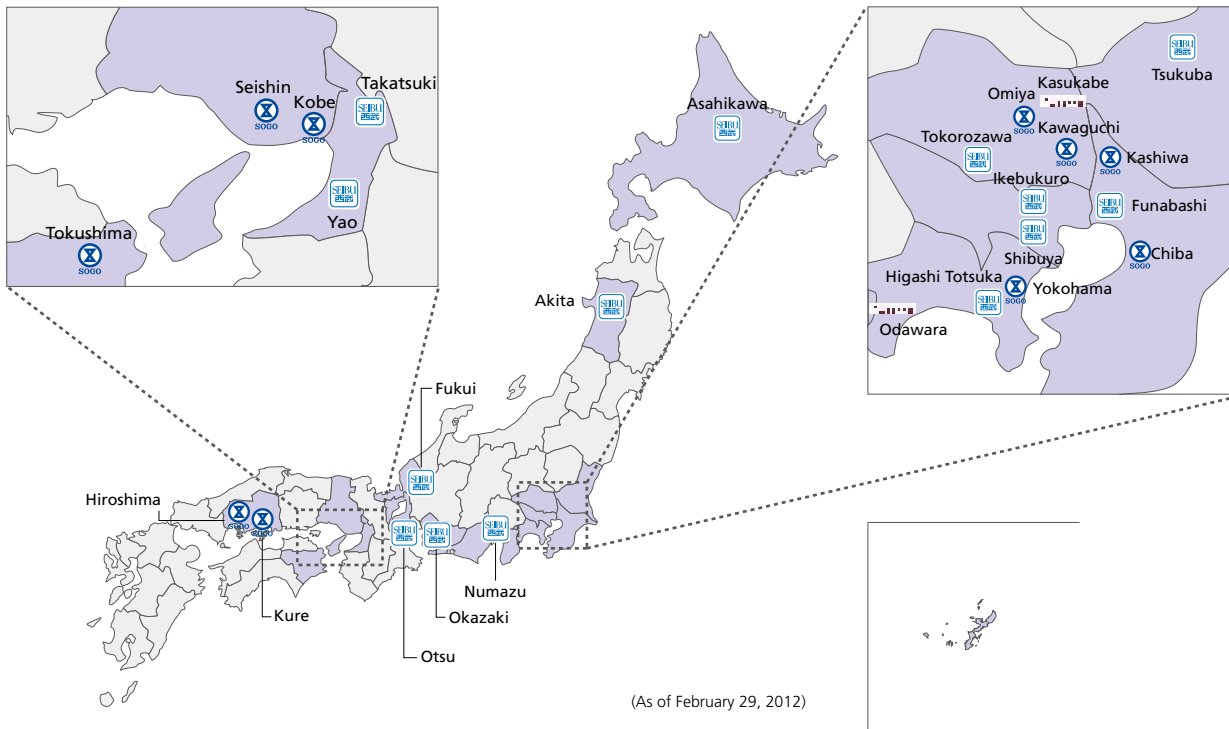 Seishin
SOGO
Kobe
SOGO
Takatsuki
SEIBU
西武
SEIBU
西武
Yao
Tokushima
SOGO
Asahikawa
SEIBU
西武
SEIBU
西武
Tsukuba
Kasukabe
Omiya
SOGO
Kawaguchi
SOGO
Tokorozawa
SEIBU
西武
Kashiwa
SOGO
Ikebukuro
SEIBU
西武
SEIBU
西武
Funabashi
SEIBU
西武
Shibuya
Chiba
SOGO
Higashi Totsuka
SEIBU
西武
Yokohama
SOGO
Odawara
Akita
SEIBU
西武
Fukui
SEIBU
西武
Hiroshima
SOGO
SOGO
Kure
SEIBU
西武
Otsu
SEIBU
西武
Okazaki
SEIBU
西武
Numazu
(As of February 29, 2012)